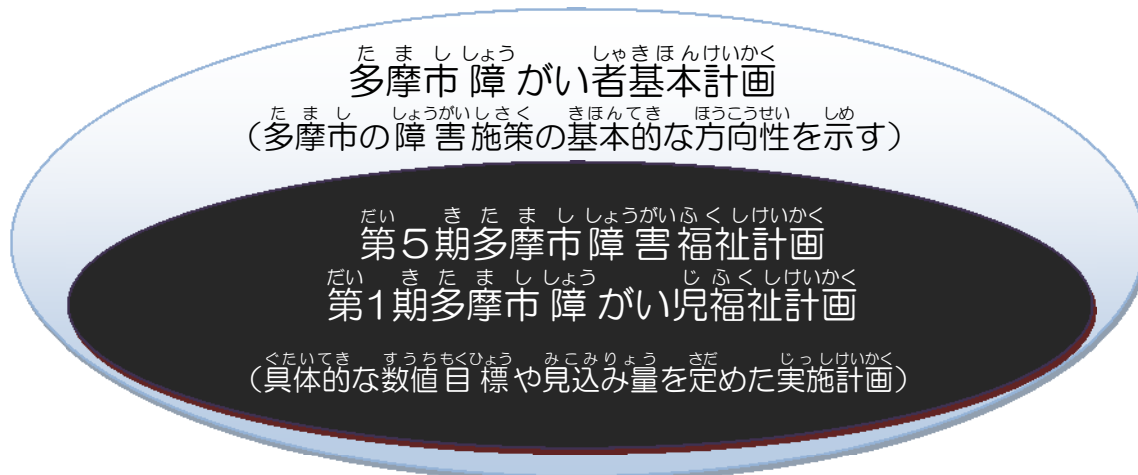 たましししょう しゃきほんけいかく
多摩市障がい者基本計画
たまし しょうがいしさく きほんてき ほうこうせい しめ
（多摩市の障害施策の基本的な方向性を示す）
だい きたまししょうがいふくしけいかく
第５期多摩市障害福祉計画
だい きたまししょう じふくしけいかく
第１期多摩市障がい児福祉計画
ぐたいてき すうちもくひょう みこみりょう さだ じっしけいかく
（具体的な数値目標や見込み量を定めた実施計画）